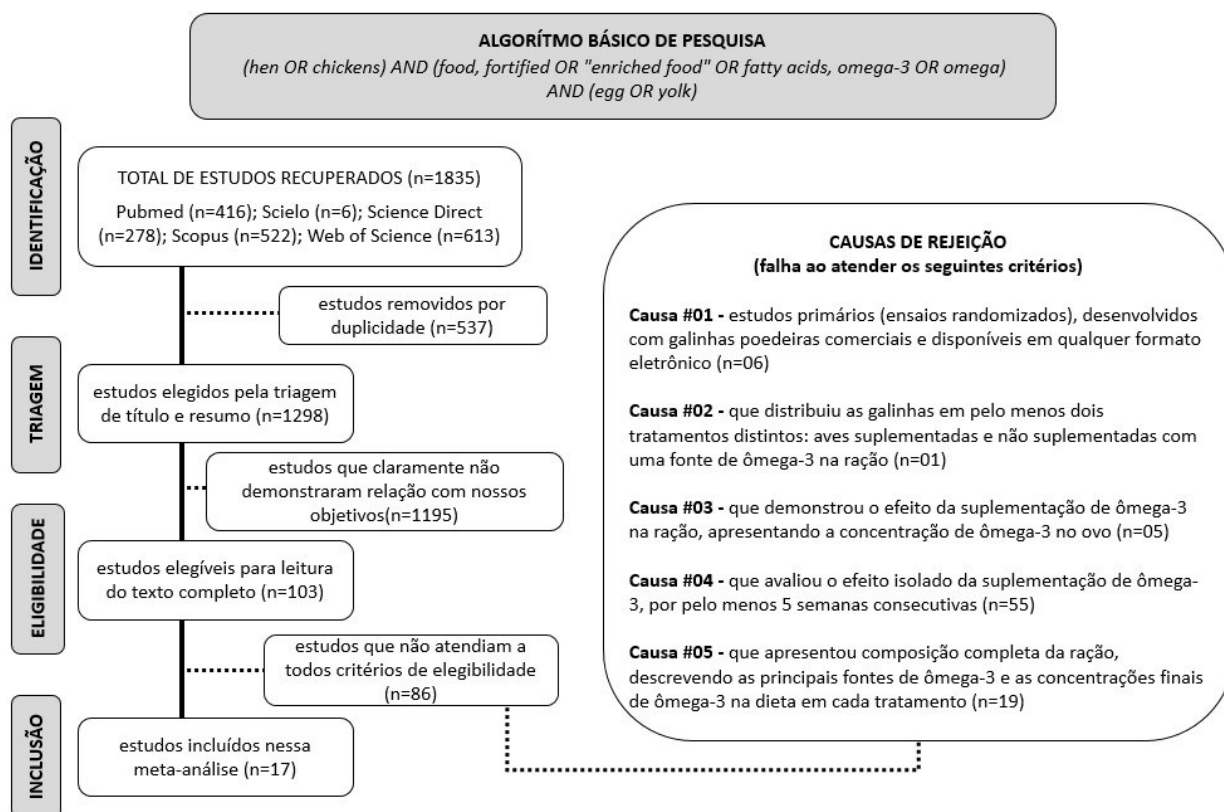 ALGORÍTMO BÁSICO DE PESQUISA
(hen OR chickens) AND (food, fortified OR "enriched food" OR fatty acids, omega-3 OR omega)
AND (egg OR yolk)
IDENTIFICAÇÃO
TOTAL DE ESTUDOS RECUPERADOS (n=1835)
Pubmed (n=416); Scielo (n=6); Science Direct
(n=278); Scopus (n=522); Web of Science (n=613)
estudos removidos por
duplicidade (n=537)
TRIAGEM
estudos elegidos pela triagem
de título e resumo (n=1298)
estudos que claramente não
demonstraram relação com nossos
objetivos(n=1195)
ELIGIBILIDADE
estudos elegíveis para leitura
do texto completo (n=103)
estudos que não atendiam a
todos critérios de elegibilidade
(n=86)
INCLUSÃO
estudos incluídos nessa
meta-análise (n=17)
CAUSAS DE REJEIÇÃO
(falha ao atender os seguintes critérios)
Causa #01 - estudos primários (ensaios randomizados), desenvolvidos
com galinhas poedeiras comerciais e disponíveis em qualquer formato
eletrônico (n=06)
Causa #02 - que distribuiu as galinhas em pelo menos dois
tratamentos distintos: aves suplementadas e não suplementadas com
uma fonte de ômega-3 na ração (n=01)
Causa #03 - que demonstrou o efeito da suplementação de ômega-3
na ração, apresentando a concentração de ômega-3 no ovo (n=05)
Causa #04 - que avaliou o efeito isolado da suplementação de ômega-
3, por pelo menos 5 semanas consecutivas (n=55)
Causa #05 - que apresentou composição completa da ração,
descrevendo as principais fontes de ômega-3 e as concentrações finais
de ômega-3 na dieta em cada tratamento (n=19)